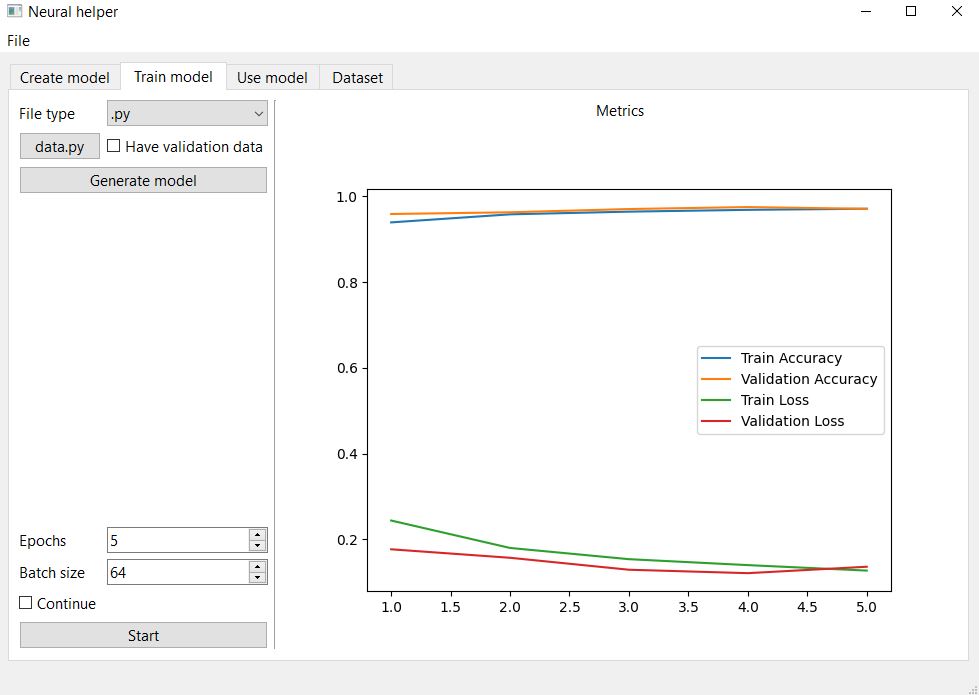 Neural helper
File
Create model
Train model
Use model
Dataset
File type
.py
data.py
Have validation data
Generate model
Epochs
5
Batch size
64
Continue
Start
Metrics
1.0
0.8
0.6
0.4
0.2
Train Accuracy
Validation Accuracy
Train Loss
Validation Loss
1.0 1.5 2.0 2.5 3.0 3.5 4.0 4.5 5.0